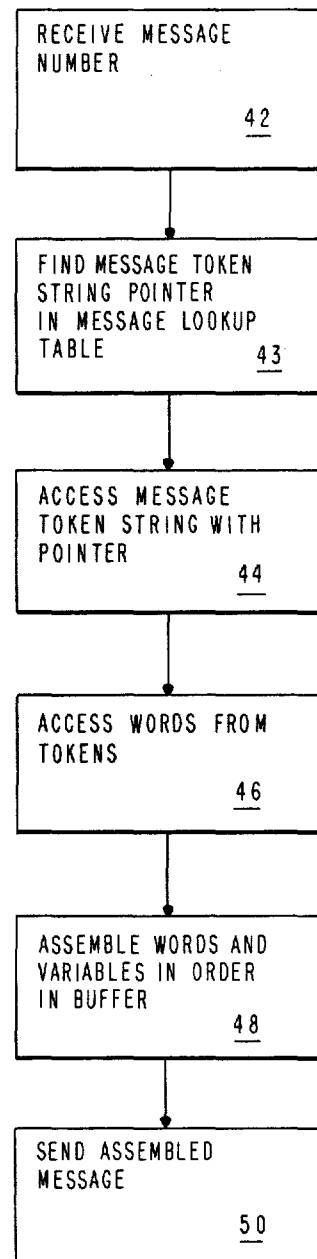 RECEIVE MESSAGE
NUMBER
42
FIND MESSAGE TOKEN
STRING POINTER
IN MESSAGE LOOKUP
TABLE
43
ACCESS MESSAGE
TOKEN STRING WITH
POINTER
44
ACCESS WORDS FROM
TOKENS
46
ASSEMBLE WORDS AND
VARIABLES IN ORDER
IN BUFFER
48
SEND ASSEMBLED
MESSAGE
50